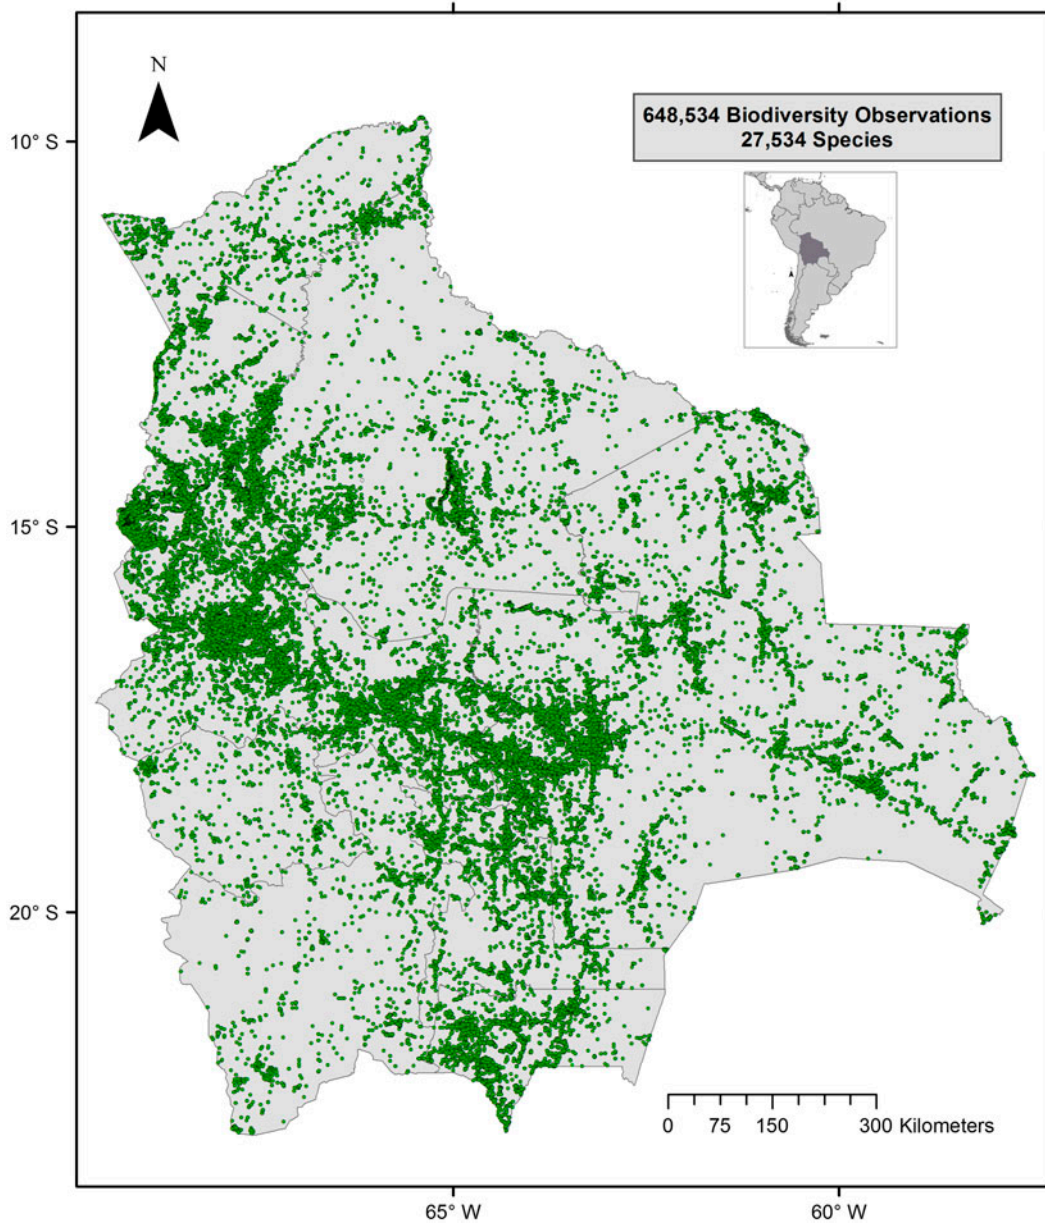 N
648,534 Biodiversity Observations
27,534 Species
10° S
15° S
20° S
0 75 150 300 Kilometers
65° W 60° W